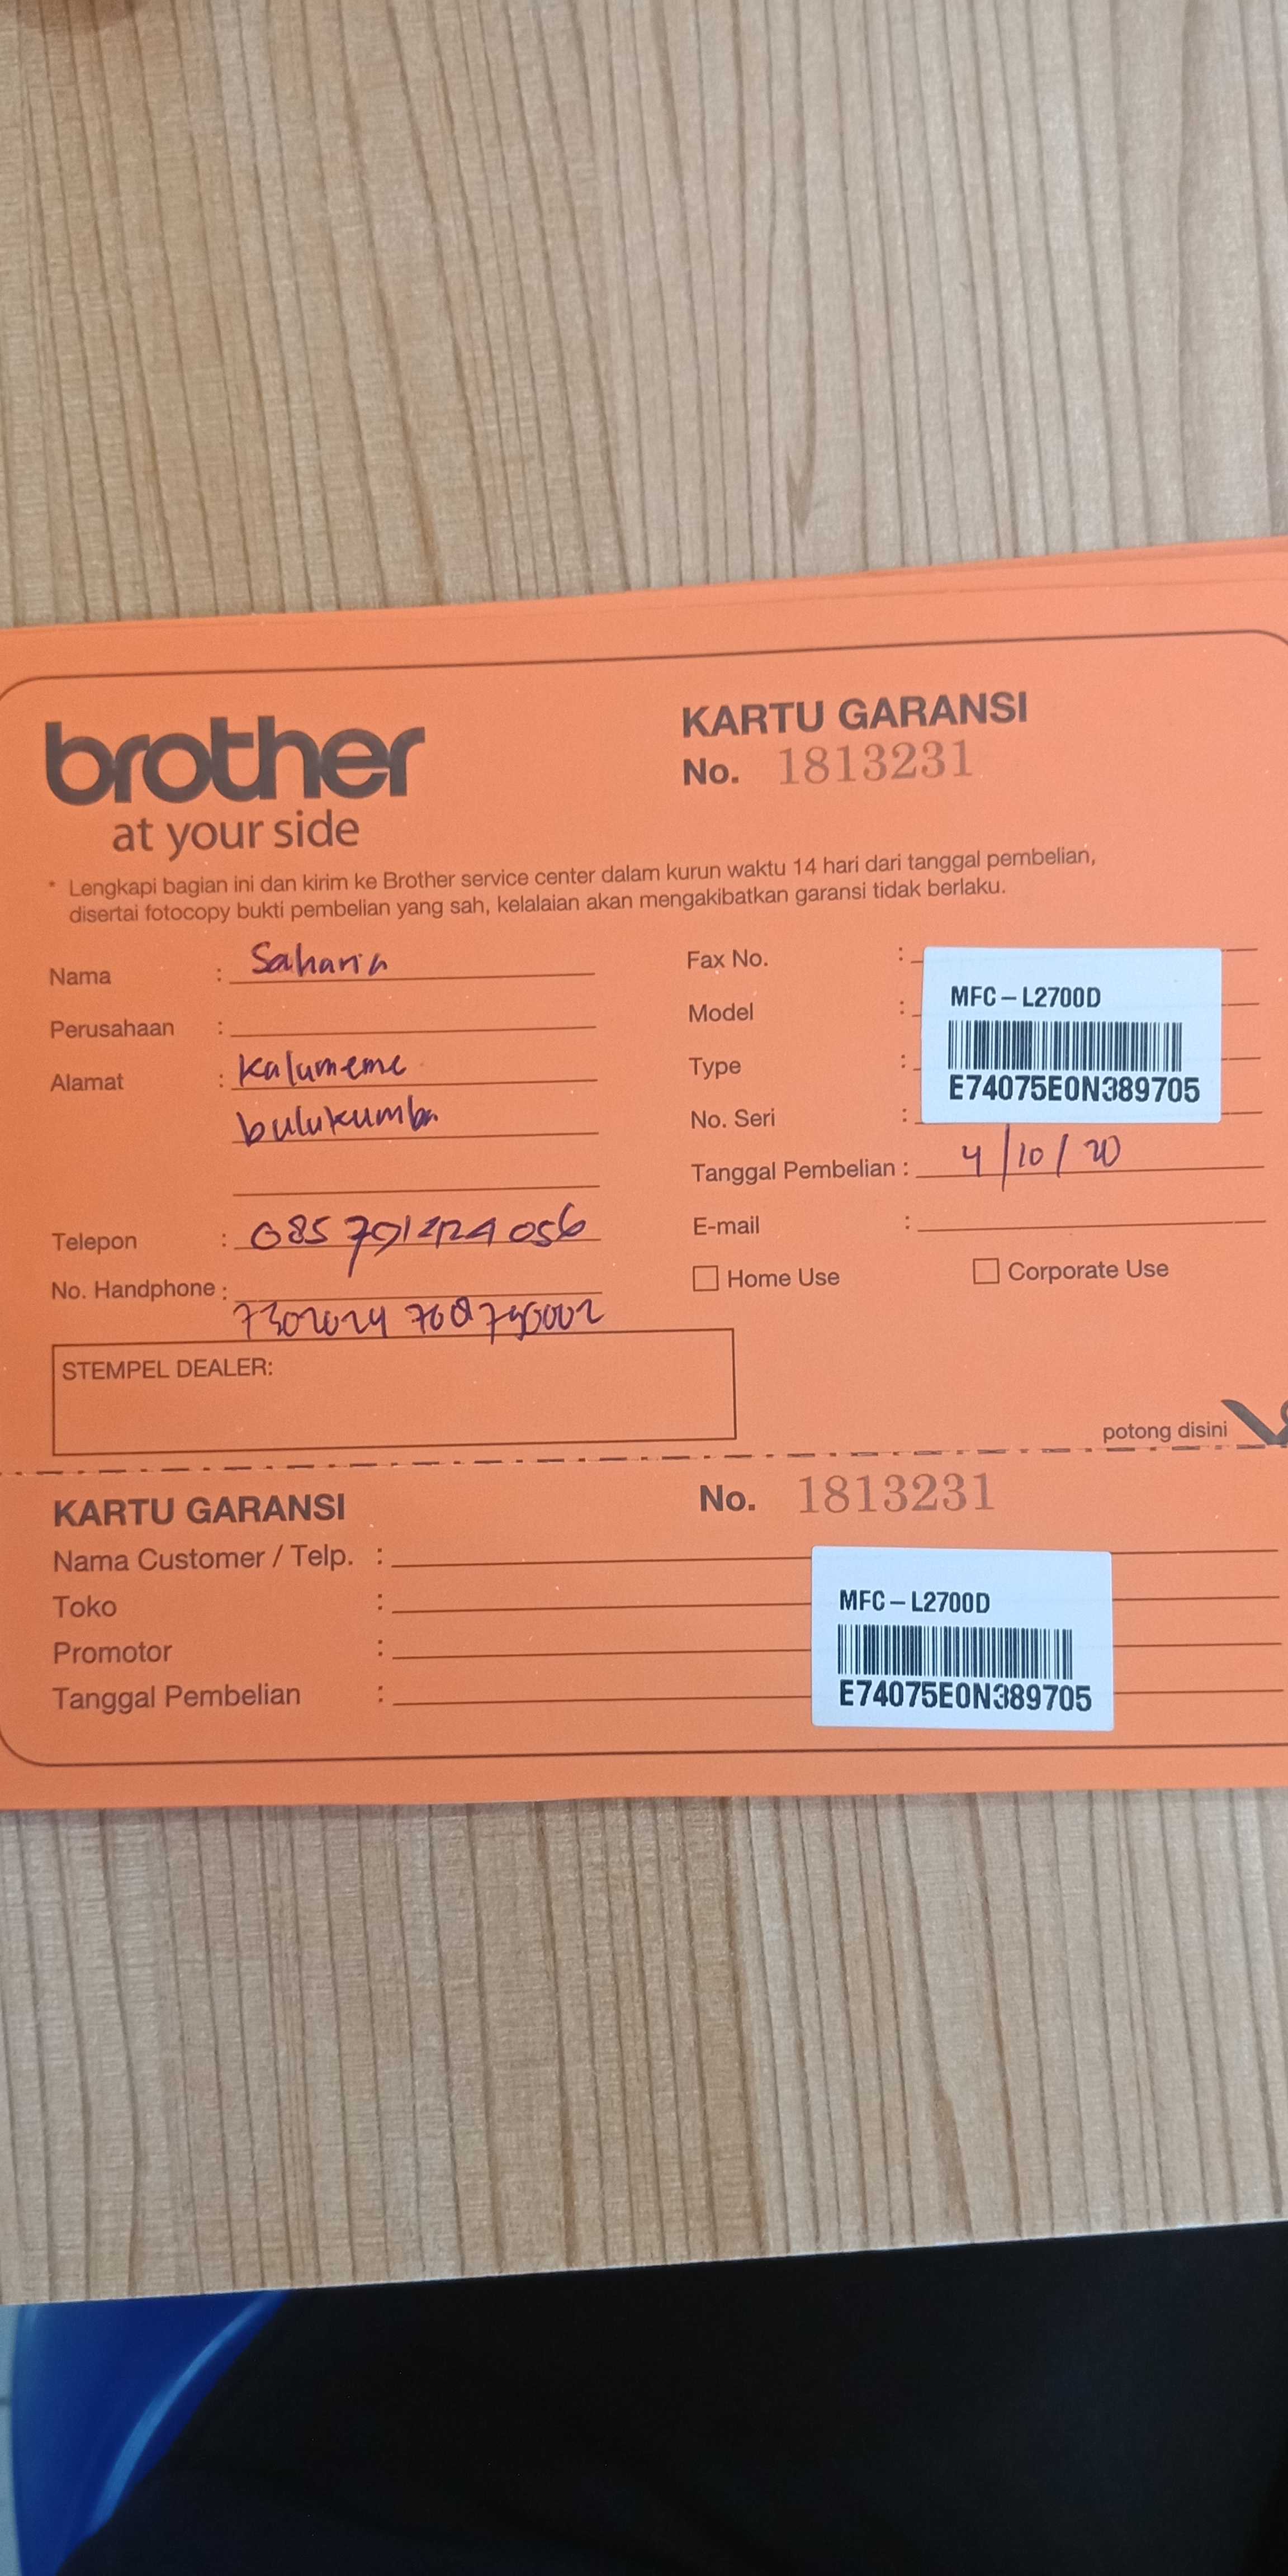 brother
at your side
KARTU GARANSI
No. 1813231
* Lengkapi bagian ini dan kirim ke Brother service center dalam kurun waktu 14 hari dari tanggal pembelian,
disertai fotocopy bukti pembelian yang sah, kelalaian akan mengakibatkan garansi tidak berlaku.
Nama :
Perusahaan :
Alamat : Kalumeme
bulukumba
Telepon :
No. Handphone :
STEMPEL DEALER:
Fax No. :
Model :
Type :
No. Seri :
MFC-L2700D
E74075E0N389705
Tanggal Pembelian : 4/10/20
E-mail :
Home Use
Corporate Use
potong disini
KARTU GARANSI
No. 1813231
Nama Customer / Telp. :
Toko :
Promotor :
Tanggal Pembelian :
MFC-L2700D
E74075E0N389705